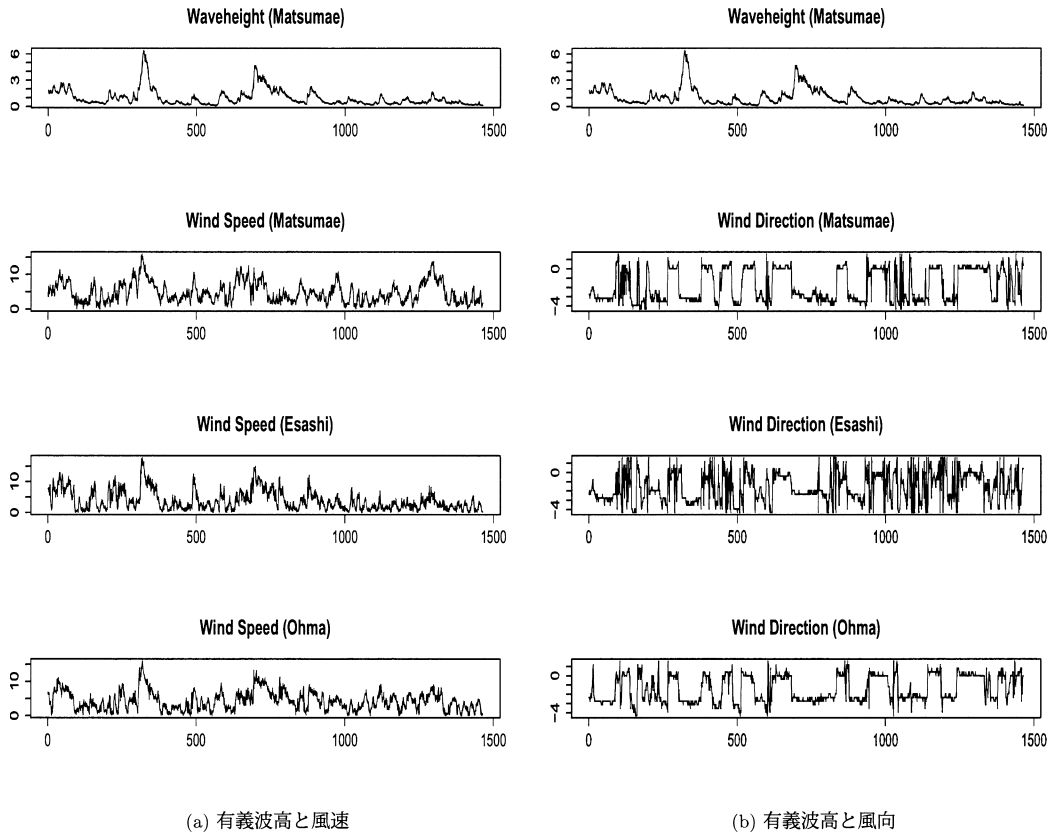 Waveheight (Matsumae)
0 3 6
0 500 1000 1500
Wind Speed (Matsumae)
0 10
0 500 1000 1500
Wind Speed (Esashi)
0 10
0 500 1000 1500
Wind Speed (Ohma)
0 10
0 500 1000 1500
(a) 有義波高と風速
Waveheight (Matsumae)
0 3 6
0 500 1000 1500
Wind Direction (Matsumae)
−4 0
0 500 1000 1500
Wind Direction (Esashi)
−4 0
0 500 1000 1500
Wind Direction (Ohma)
−4 0
0 500 1000 1500
(b) 有義波高と風向